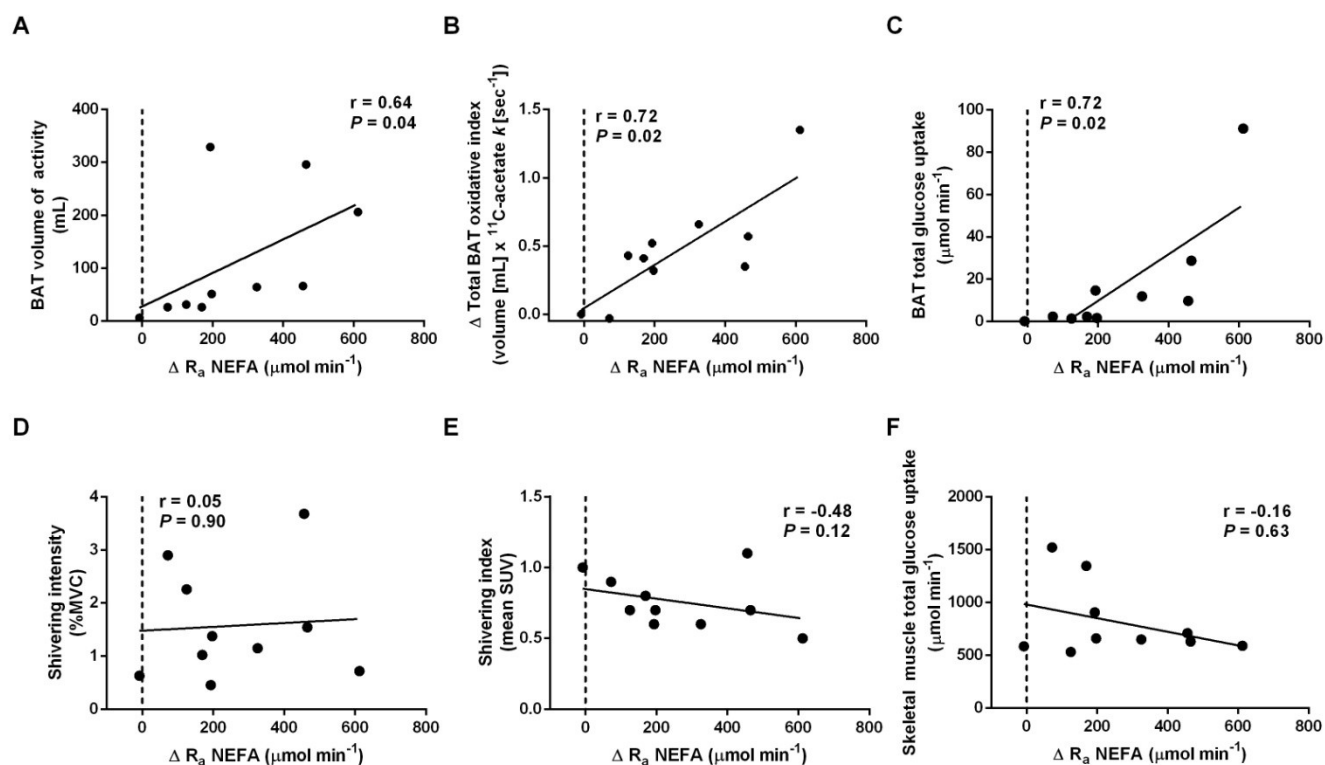 A
BAT volume of activity
(mL)
400
300
200
100
0
0 200 400 600 800
Δ Ra NEFA (μmol min⁻¹)
r = 0.64
P = 0.04
B
Δ Total BAT oxidative index
(volume [mL] x ¹¹C-acetate k [sec⁻¹])
1.5
1.0
0.5
0.0
0 200 400 600 800
Δ Ra NEFA (μmol min⁻¹)
r = 0.72
P = 0.02
C
BAT total glucose uptake
(μmol min⁻¹)
100
80
60
40
20
0
0 200 400 600 800
Δ Ra NEFA (μmol min⁻¹)
r = 0.72
P = 0.02
D
Shivering intensity
(%MVC)
4
3
2
1
0
0 200 400 600 800
Δ Ra NEFA (μmol min⁻¹)
r = 0.05
P = 0.90
E
Shivering index
(mean SUV)
1.5
1.0
0.5
0.0
0 200 400 600 800
Δ Ra NEFA (μmol min⁻¹)
r = -0.48
P = 0.12
F
Skeletal muscle total glucose uptake
(μmol min⁻¹)
2000
1500
1000
500
0
0 200 400 600 800
Δ Ra NEFA (μmol min⁻¹)
r = -0.16
P = 0.63